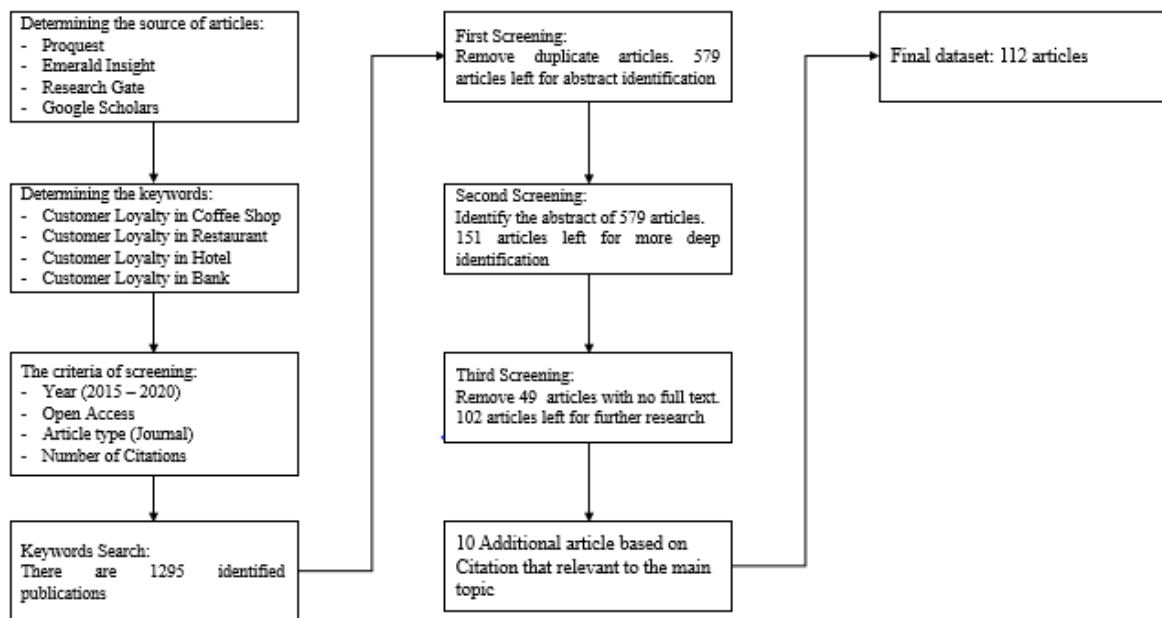 Determining the source of articles:
- Proquest
- Emerald Insight
- Research Gate
- Google Scholars
Determining the keywords:
- Customer Loyalty in Coffee Shop
- Customer Loyalty in Restaurant
- Customer Loyalty in Hotel
- Customer Loyalty in Bank
The criteria of screening:
- Year (2015 – 2020)
- Open Access
- Article type (Journal)
- Number of Citations
Keywords Search:
There are 1295 identified
publications
First Screening:
Remove duplicate articles. 579
articles left for abstract identification
Second Screening:
Identify the abstract of 579 articles.
151 articles left for more deep
identification
Third Screening:
Remove 49 articles with no full text.
102 articles left for further research
10 Additional article based on
Citation that relevant to the main
topic
Final dataset: 112 articles